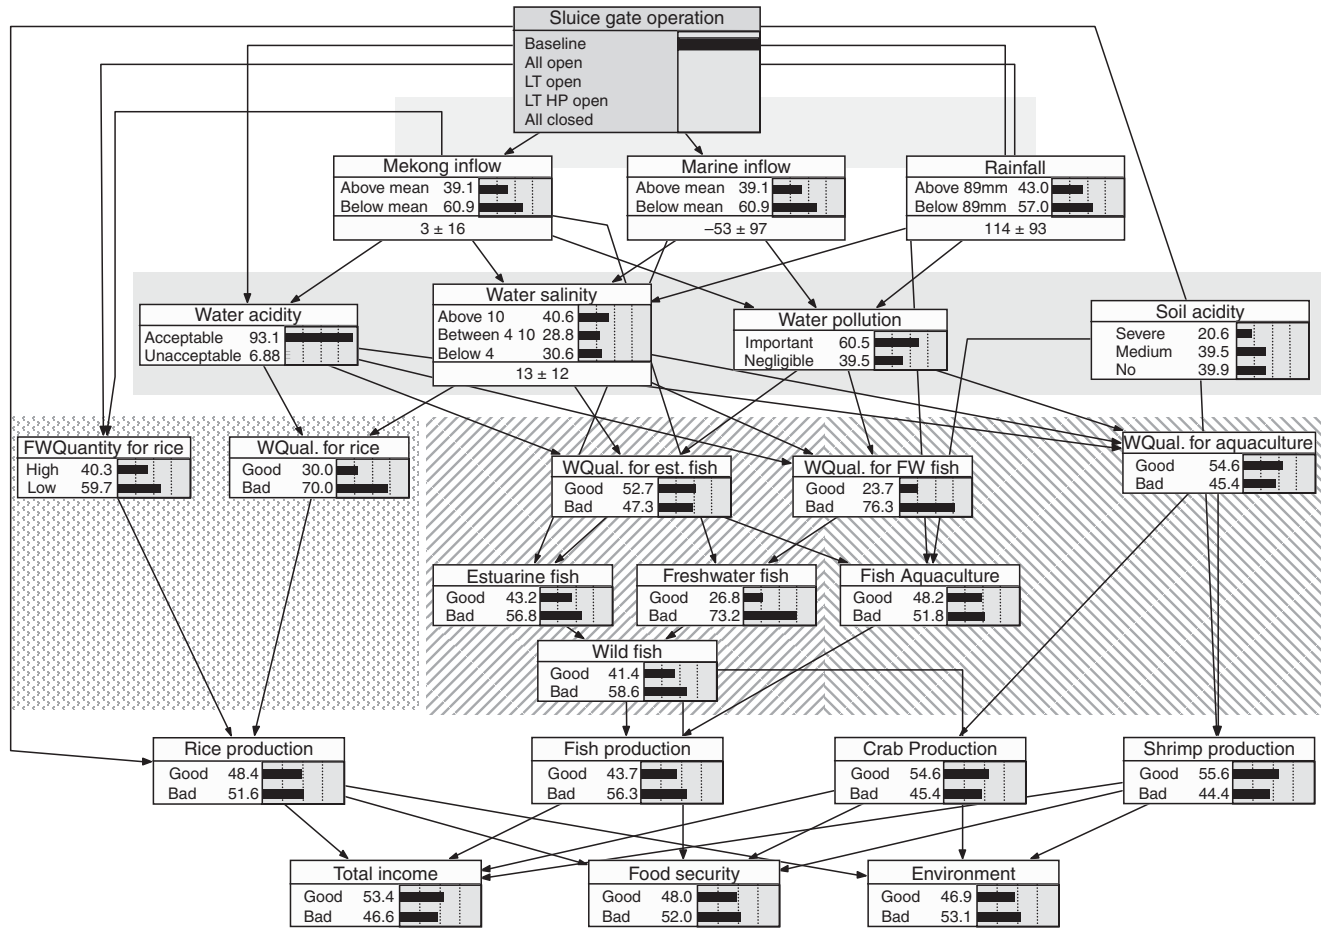 Sluice gate operation
Baseline
All open
LT open
LT HP open
All closed
Mekong inflow
Above mean 39.1
Below mean 60.9
3 ± 16
Marine inflow
Above mean 39.1
Below mean 60.9
–53 ± 97
Rainfall
Above 89mm 43.0
Below 89mm 57.0
114 ± 93
Water acidity
Acceptable 93.1
Unacceptable 6.88
Water salinity
Above 10 40.6
Between 4 10 28.8
Below 4 30.6
13 ± 12
Water pollution
Important 60.5
Negligible 39.5
Soil acidity
Severe 20.6
Medium 39.5
No 39.9
FWQuantity for rice
High 40.3
Low 59.7
WQual. for rice
Good 30.0
Bad 70.0
WQual. for est. fish
Good 52.7
Bad 47.3
WQual. for FW fish
Good 23.7
Bad 76.3
WQual. for aquaculture
Good 54.6
Bad 45.4
Estuarine fish
Good 43.2
Bad 56.8
Freshwater fish
Good 26.8
Bad 73.2
Fish Aquaculture
Good 48.2
Bad 51.8
Wild fish
Good 41.4
Bad 58.6
Rice production
Good 48.4
Bad 51.6
Fish production
Good 43.7
Bad 56.3
Crab Production
Good 54.6
Bad 45.4
Shrimp production
Good 55.6
Bad 44.4
Total income
Good 53.4
Bad 46.6
Food security
Good 48.0
Bad 52.0
Environment
Good 46.9
Bad 53.1